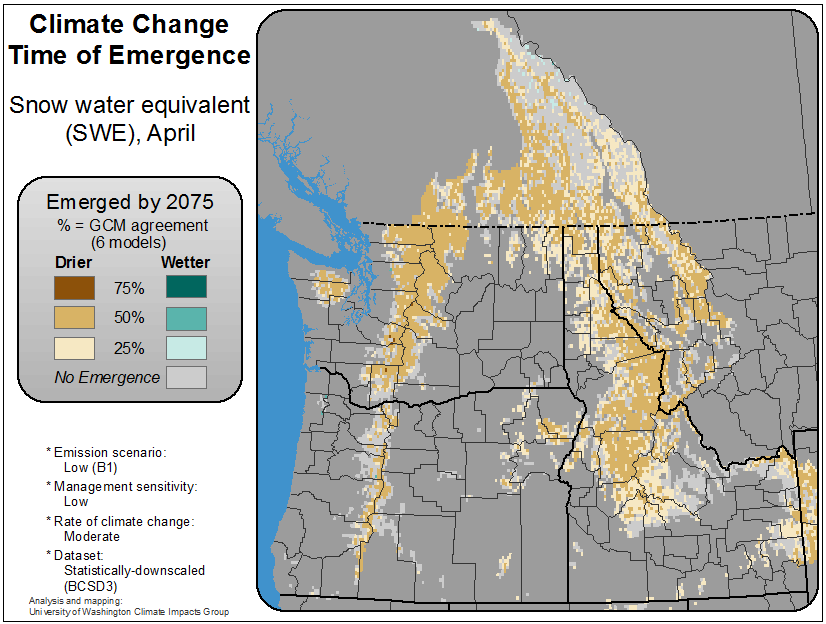 Climate Change
Time of Emergence
Snow water equivalent
(SWE), April
Emerged by 2075
% = GCM agreement
(6 models)
Drier Wetter
75%
50%
25%
No Emergence
* Emission scenario:
Low (B1)
* Management sensitivity:
Low
* Rate of climate change:
Moderate
* Dataset:
Statistically-downscaled
(BCSD3)
Analysis and mapping:
University of Washington Climate Impacts Group